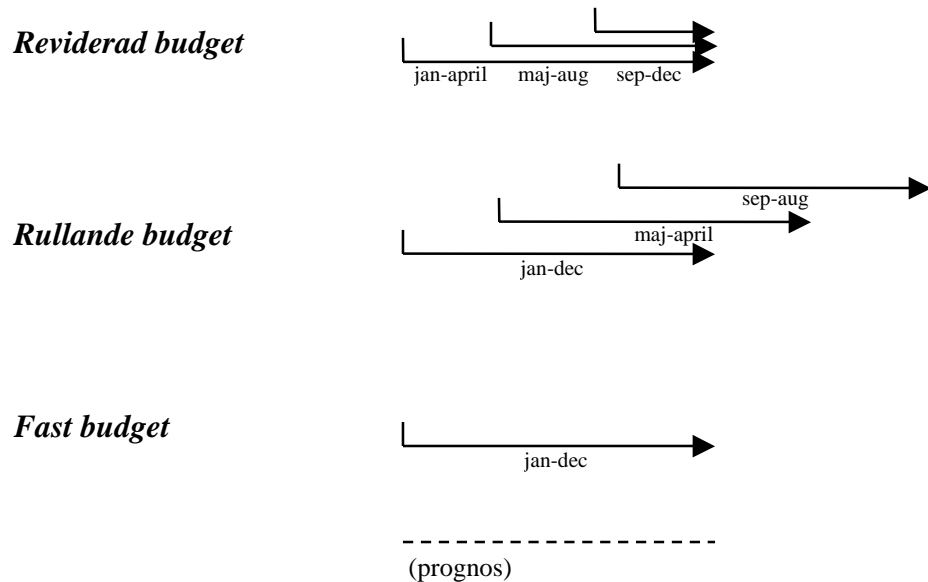 Reviderad budget
jan-april maj-aug sep-dec
sep-aug
Rullande budget
maj-april
jan-dec
Fast budget
jan-dec
(prognos)